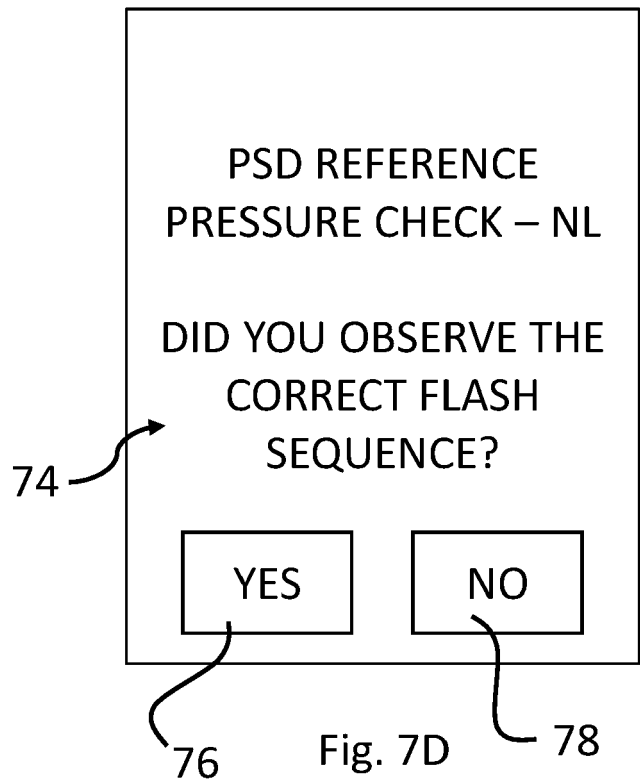 PSD REFERENCE
PRESSURE CHECK – NL
DID YOU OBSERVE THE
CORRECT FLASH
SEQUENCE?
74
YES
NO
76
Fig. 7D
78